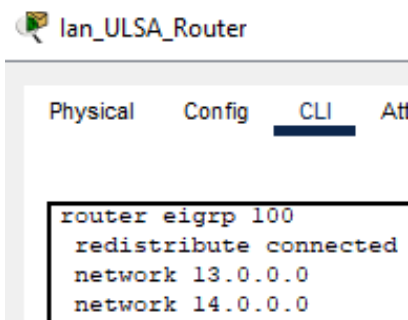 Ian_ULSA_Router
Physical Config CLI Att
router eigrp 100
redistribute connected
network 13.0.0.0
network 14.0.0.0